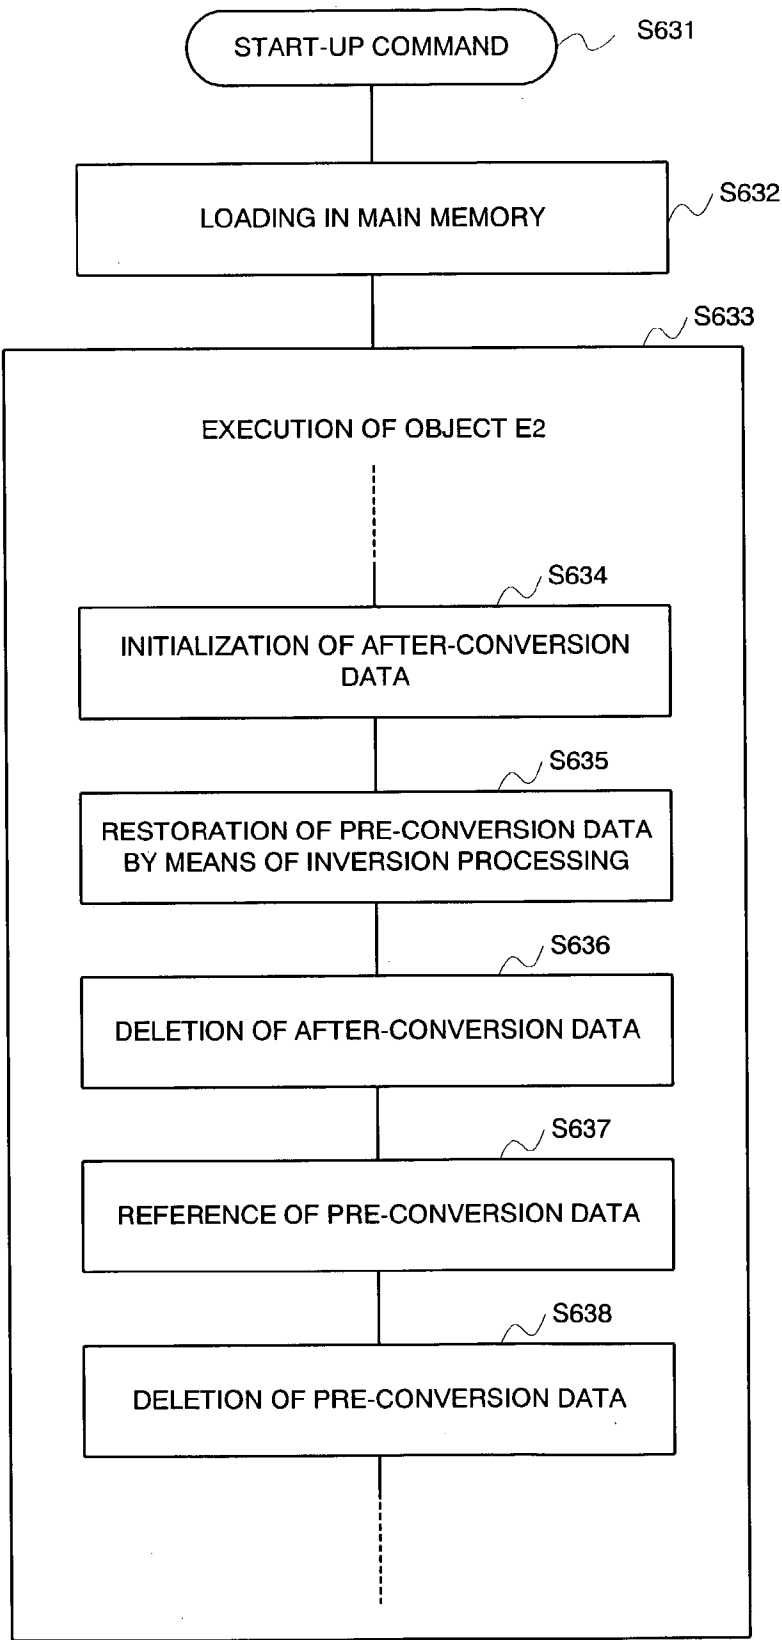 START-UP COMMAND
S631
LOADING IN MAIN MEMORY
S632
S633
EXECUTION OF OBJECT E2
S634
INITIALIZATION OF AFTER-CONVERSION
DATA
S635
RESTORATION OF PRE-CONVERSION DATA
BY MEANS OF INVERSION PROCESSING
S636
DELETION OF AFTER-CONVERSION DATA
S637
REFERENCE OF PRE-CONVERSION DATA
S638
DELETION OF PRE-CONVERSION DATA